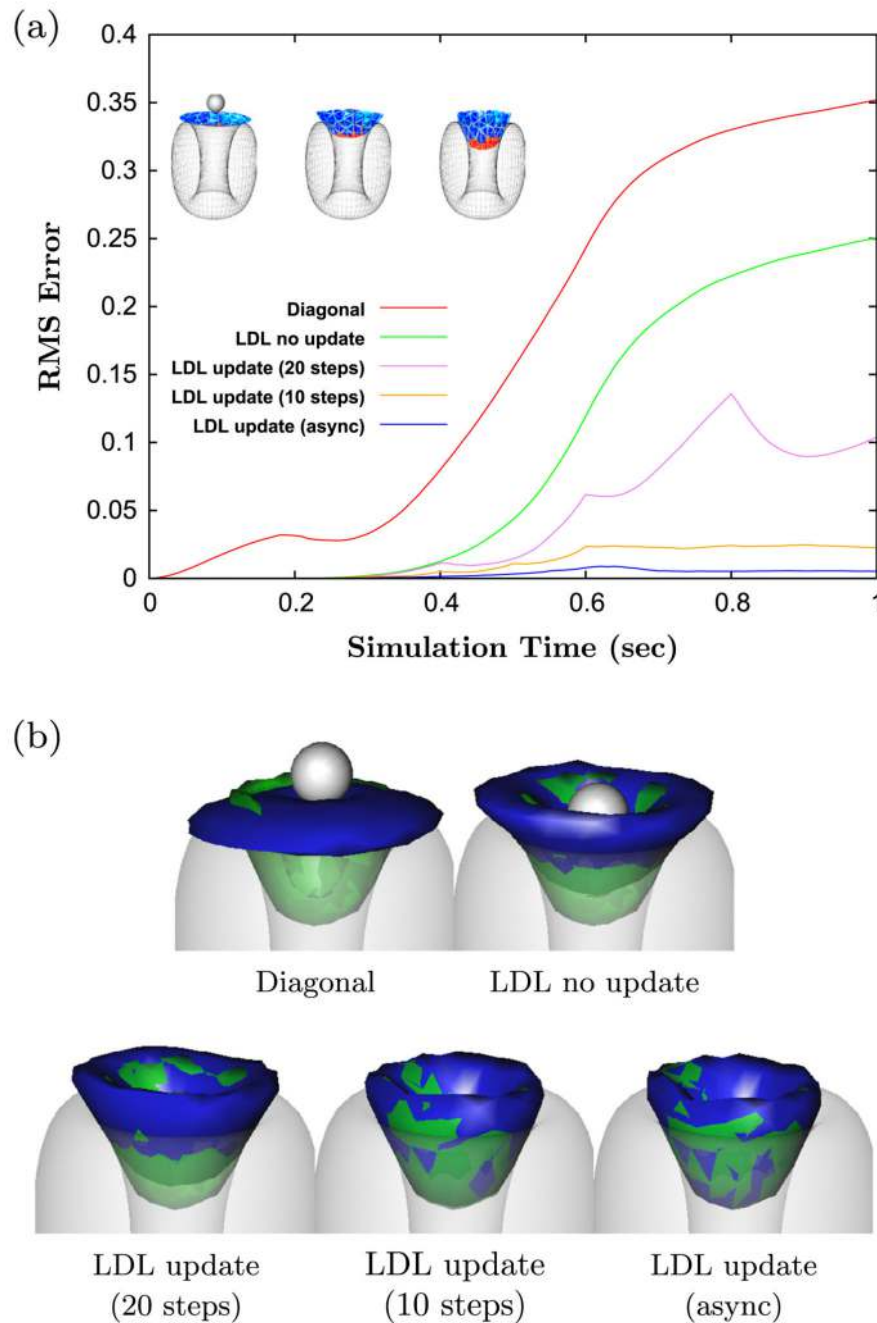 (a)
0.4
0.35
0.3
0.25
0.2
0.15
0.1
0.05
0
RMS Error
Diagonal
LDL no update
LDL update (20 steps)
LDL update (10 steps)
LDL update (async)
0 0.2 0.4 0.6 0.8 1
Simulation Time (sec)
(b)
Diagonal LDL no update
LDL update LDL update LDL update
(20 steps) (10 steps) (async)